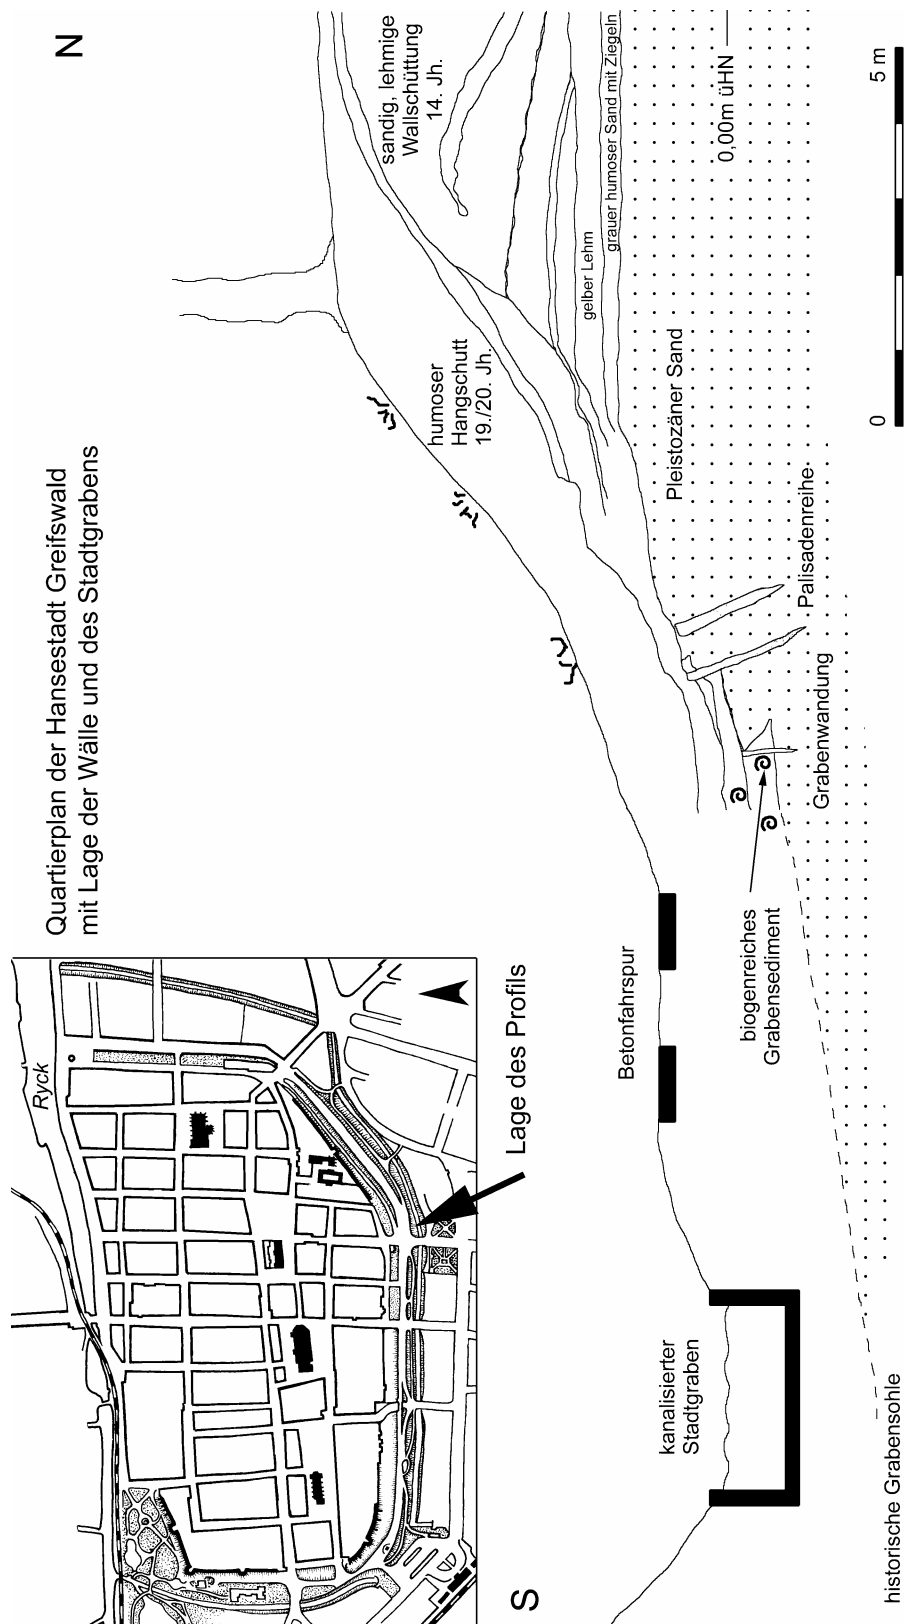 Quartierplan der Hansestadt Greifswald
mit Lage der Wälle und des Stadtgrabens
N
Ryck
Lage des Profils
S
sandig, lehmige
Wallschüttung
14. Jh.
humoser
Hangschutt
19./20. Jh.
gelber Lehm
grauer humoser Sand mit Ziegeln
Pleistozäner Sand
0,00m üHN
Palisadenreihe
Grabenwandung
biogenreiches
Grabensediment
Betonfahrspur
kanalisierter
Stadtgraben
historische Grabensohle
0
5 m